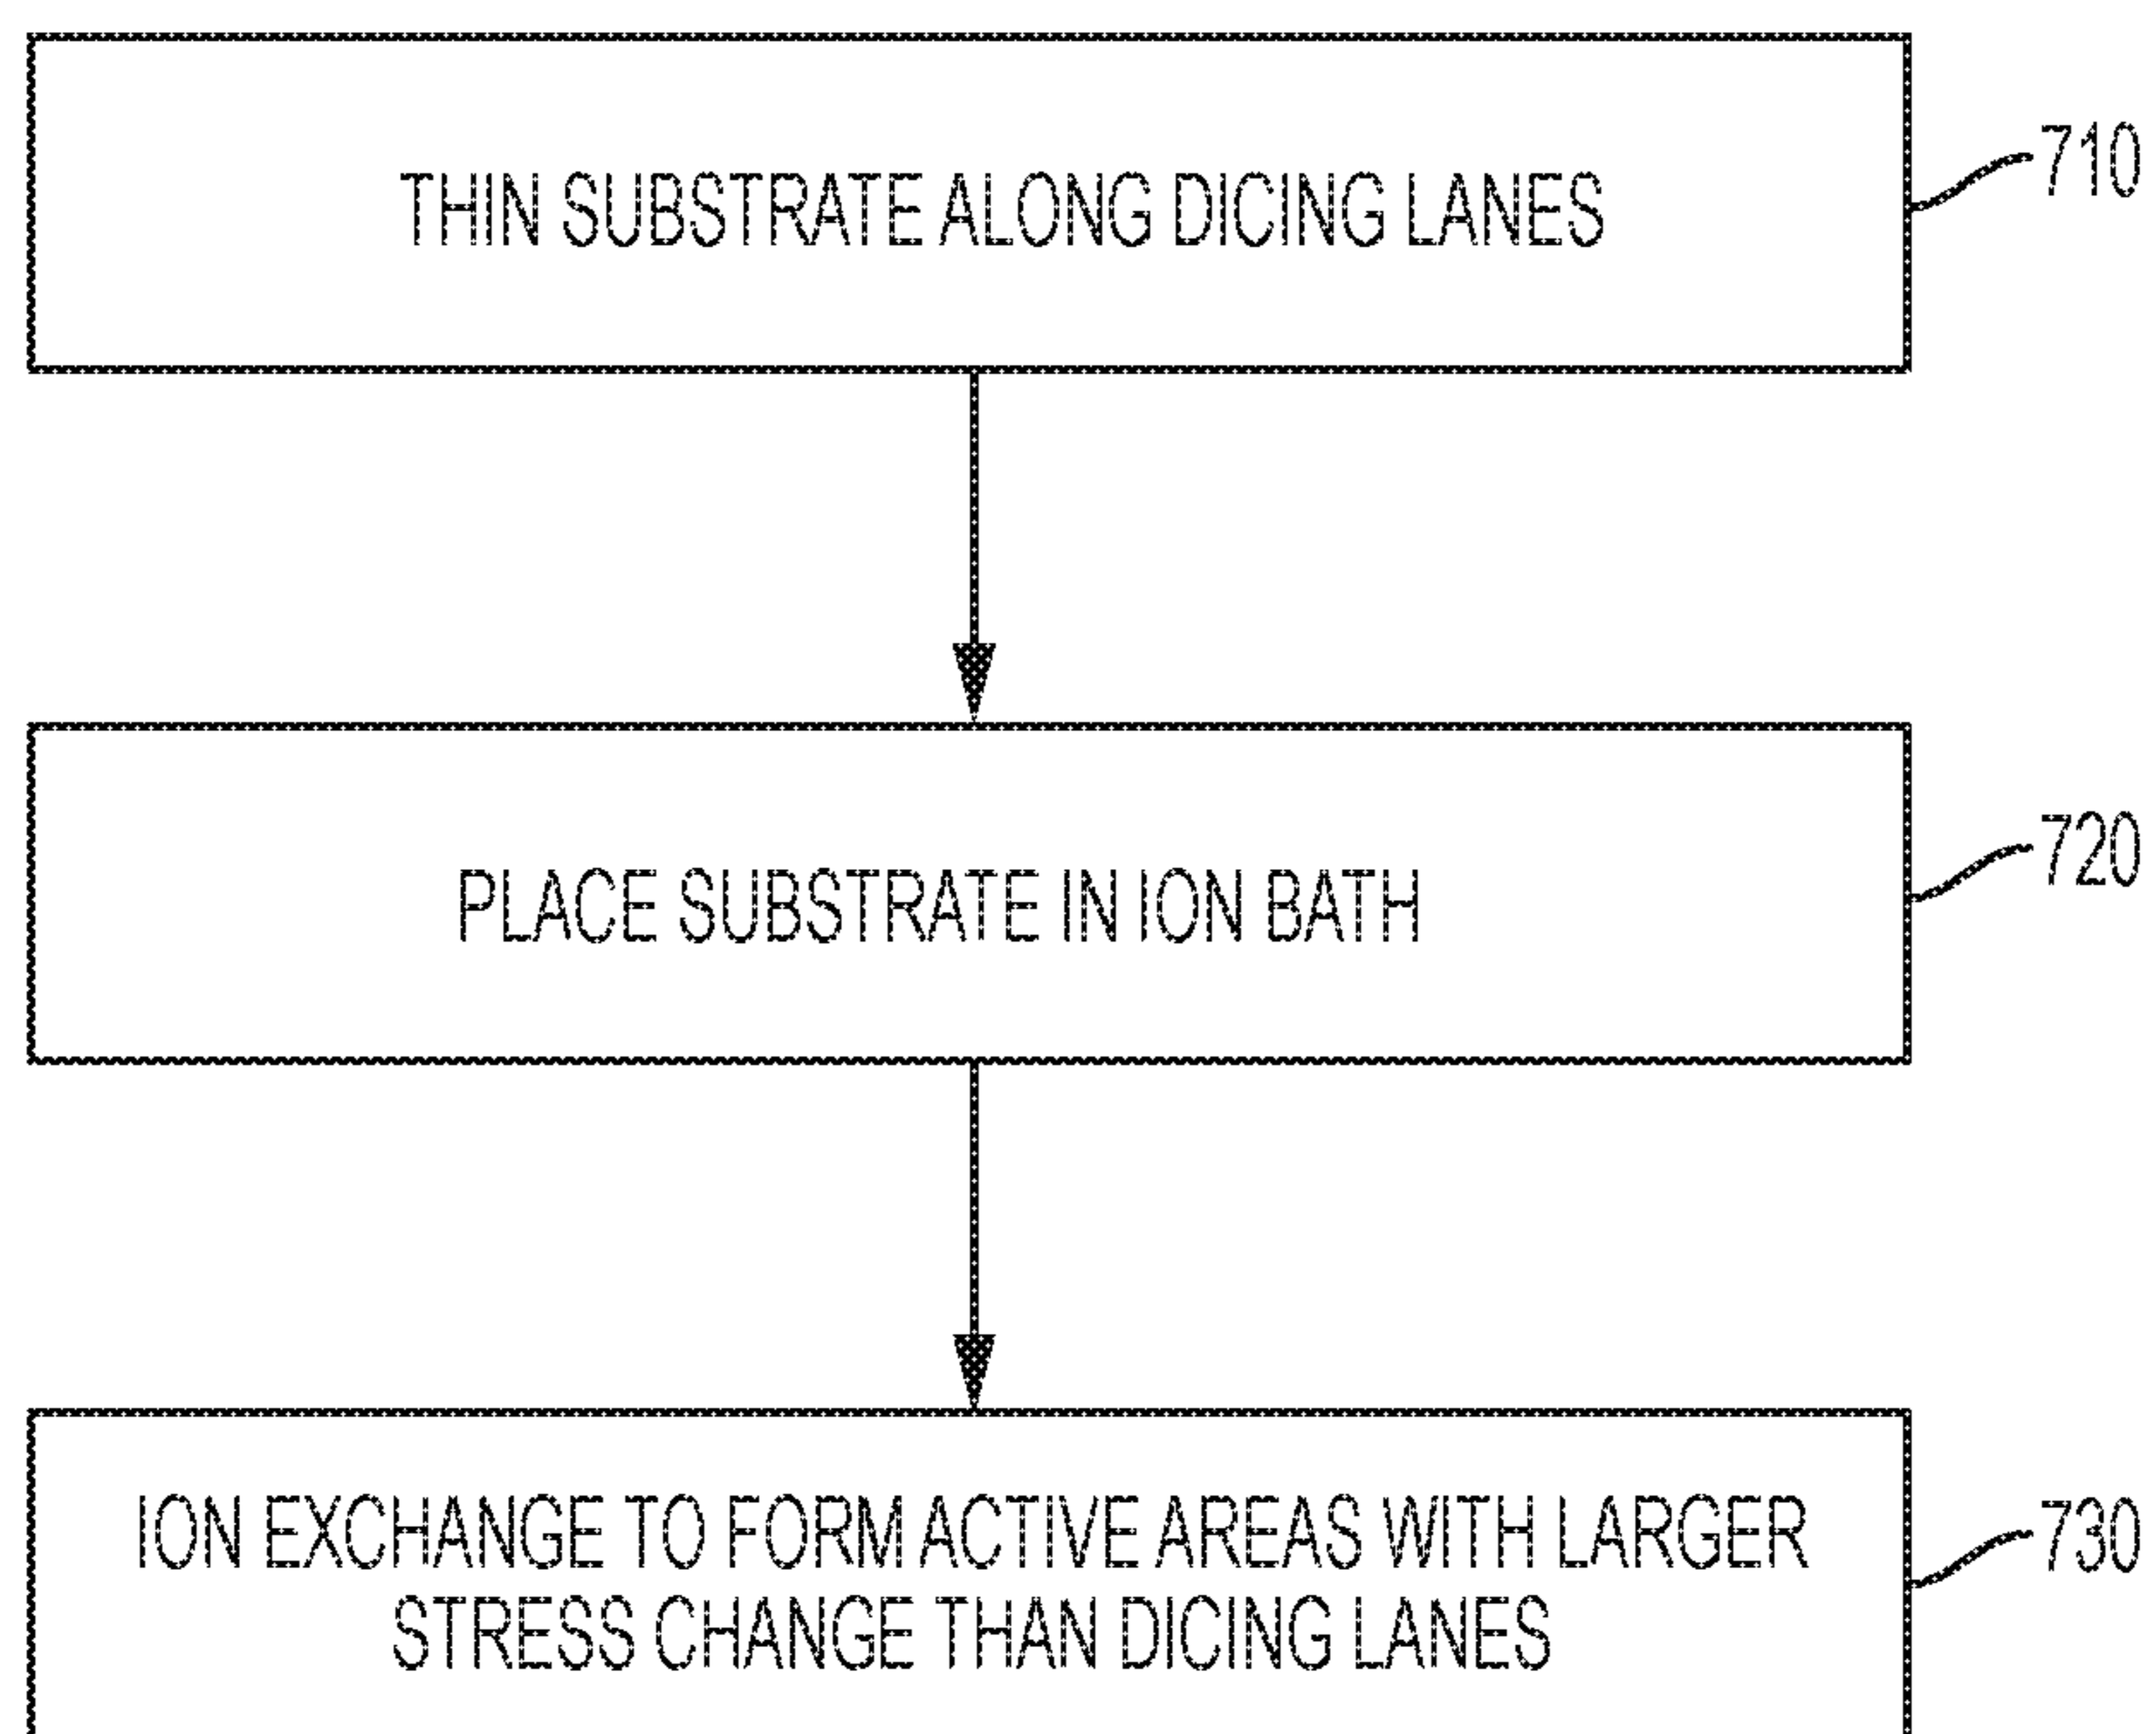 THIN SUBSTRATE ALONG DICING LANES
710
PLACE SUBSTRATE IN ION BATH
720
ION EXCHANGE TO FORM ACTIVE AREAS WITH LARGER
STRESS CHANGE THAN DICING LANES
730